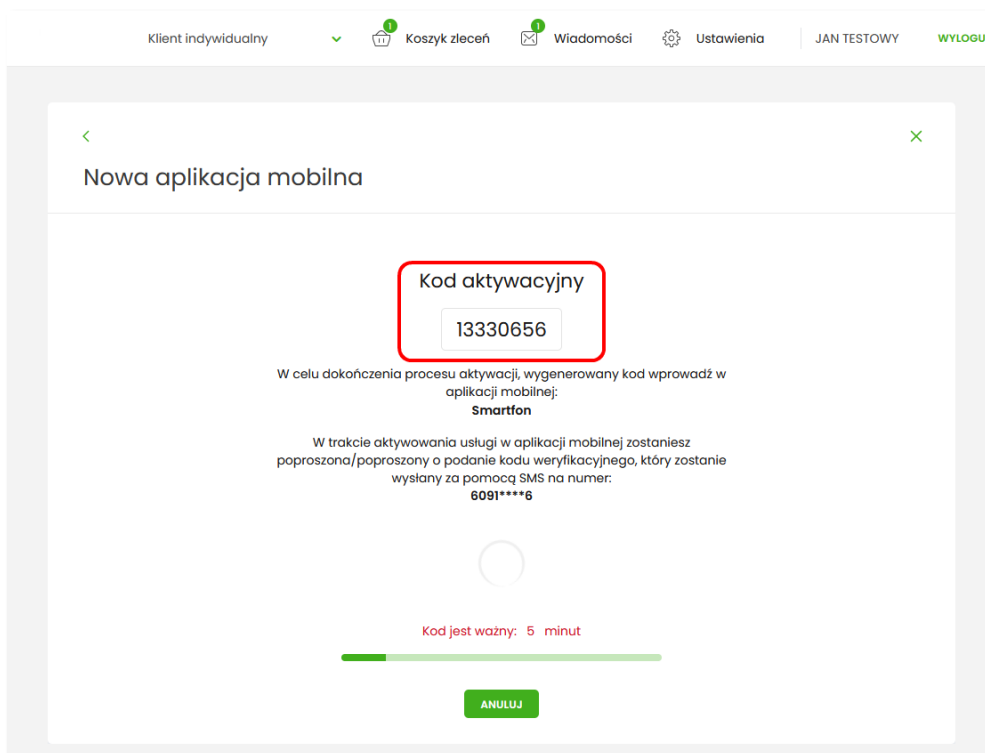 Klient indywidualny 1 Koszyk zleceń 1 Wiadomości Ustawienia JAN TESTOWY WYLOGU
Nowa aplikacja mobilna
Kod aktywacyjny
13330656
W celu dokończenia procesu aktywacji, wygenerowany kod wprowadź w
aplikacji mobilnej:
Smartfon
W trakcie aktywowania usługi w aplikacji mobilnej zostaniesz
poproszona/poproszony o podanie kodu weryfikacyjnego, który zostanie
wysłany za pomocą SMS na numer:
6091****6
Kod jest ważny: 5 minut
ANULUJ